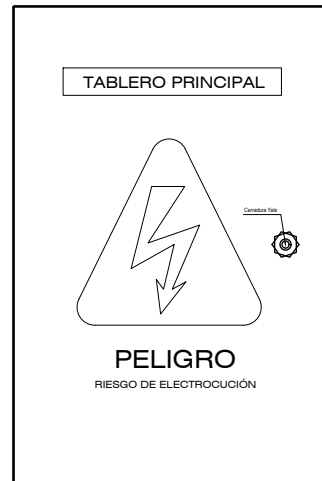 TABLERO PRINCIPAL
Cerradura Yale
PELIGRO
RIESGO DE ELECTROCUCIÓN